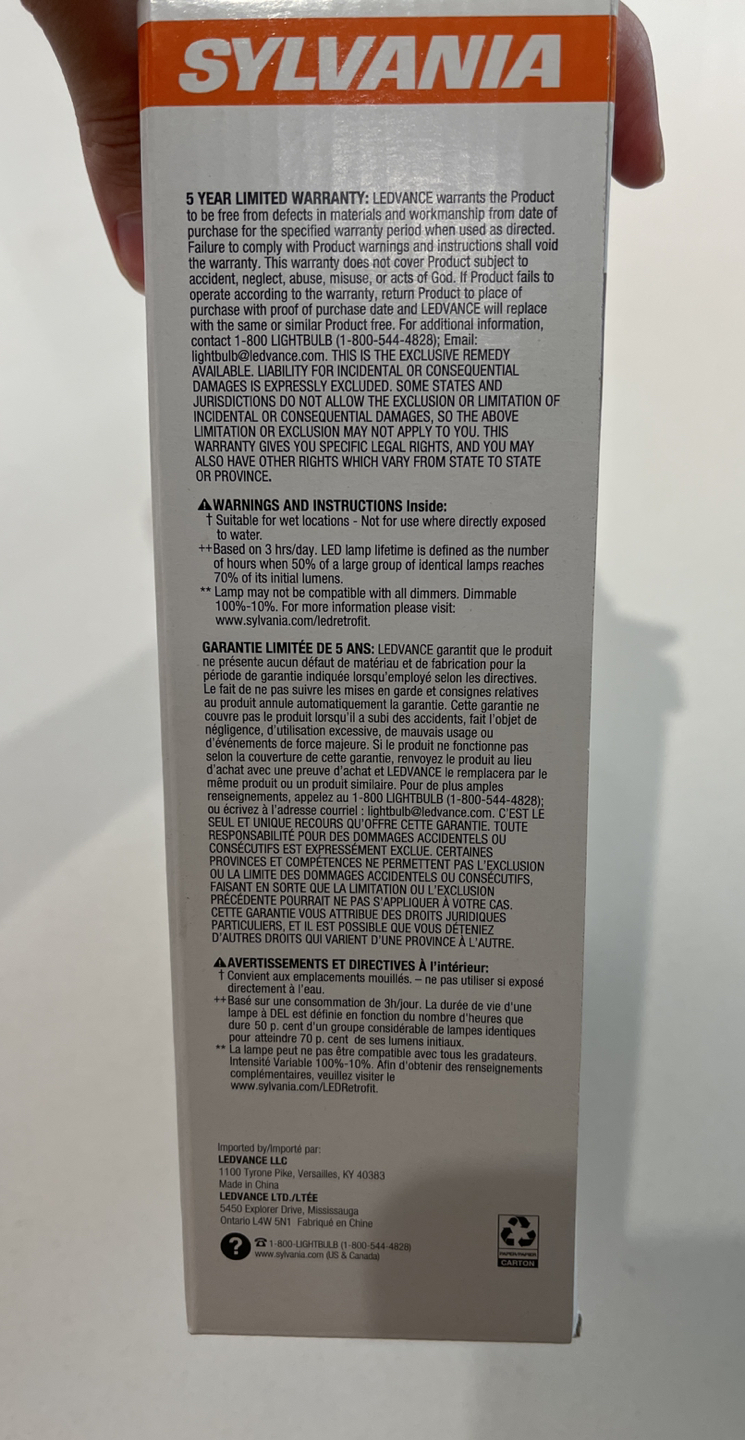 SYLVANIA
5 YEAR LIMITED WARRANTY: LEDVANCE warrants the Product
to be free from defects in materials and workmanship from date of
purchase for the specified warranty period when used as directed.
Failure to comply with Product warnings and instructions shall void
the warranty. This warranty does not cover Product subject to
accident, neglect, abuse, misuse, or acts of God. If Product fails to
operate according to the warranty, return Product to place of
purchase with proof of purchase date and LEDVANCE will replace
with the same or similar Product free. For additional information,
contact 1-800 LIGHTBULB (1-800-544-4828); Email:
lightbulb@ledvance.com. THIS IS THE EXCLUSIVE REMEDY
AVAILABLE. LIABILITY FOR INCIDENTAL OR CONSEQUENTIAL
DAMAGES IS EXPRESSLY EXCLUDED. SOME STATES AND
JURISDICTIONS DO NOT ALLOW THE EXCLUSION OR LIMITATION OF
INCIDENTAL OR CONSEQUENTIAL DAMAGES, SO THE ABOVE
LIMITATION OR EXCLUSION MAY NOT APPLY TO YOU. THIS
WARRANTY GIVES YOU SPECIFIC LEGAL RIGHTS, AND YOU MAY
ALSO HAVE OTHER RIGHTS WHICH VARY FROM STATE TO STATE
OR PROVINCE.
⚠WARNINGS AND INSTRUCTIONS Inside:
† Suitable for wet locations - Not for use where directly exposed
to water.
++Based on 3 hrs/day. LED lamp lifetime is defined as the number
of hours when 50% of a large group of identical lamps reaches
70% of its initial lumens.
** Lamp may not be compatible with all dimmers. Dimmable
100%-10%. For more information please visit:
www.sylvania.com/ledretrofit.
GARANTIE LIMITÉE DE 5 ANS: LEDVANCE garantit que le produit
ne présente aucun défaut de matériau et de fabrication pour la
période de garantie indiquée lorsqu'employé selon les directives.
Le fait de ne pas suivre les mises en garde et consignes relatives
au produit annule automatiquement la garantie. Cette garantie ne
couvre pas le produit lorsqu'il a subi des accidents, fait l'objet de
négligence, d'utilisation excessive, de mauvais usage ou
d'événements de force majeure. Si le produit ne fonctionne pas
selon la couverture de cette garantie, renvoyez le produit au lieu
d'achat avec une preuve d'achat et LEDVANCE le remplacera par le
même produit ou un produit similaire. Pour de plus amples
renseignements, appelez au 1-800 LIGHTBULB (1-800-544-4828);
ou écrivez à l'adresse courriel : lightbulb@ledvance.com. C'EST LE
SEUL ET UNIQUE RECOURS QU'OFFRE CETTE GARANTIE. TOUTE
RESPONSABILITÉ POUR DES DOMMAGES ACCIDENTELS OU
CONSÉCUTIFS EST EXPRESSÉMENT EXCLUE. CERTAINES
PROVINCES ET COMPÉTENCES NE PERMETTENT PAS L'EXCLUSION
OU LA LIMITE DES DOMMAGES ACCIDENTELS OU CONSÉCUTIFS,
FAISANT EN SORTE QUE LA LIMITATION OU L'EXCLUSION
PRÉCÉDENTE POURRAIT NE PAS S'APPLIQUER À VOTRE CAS.
CETTE GARANTIE VOUS ATTRIBUE DES DROITS JURIDIQUES
PARTICULIERS, ET IL EST POSSIBLE QUE VOUS DÉTENIEZ
D'AUTRES DROITS QUI VARIENT D'UNE PROVINCE À L'AUTRE.
⚠AVERTISSEMENTS ET DIRECTIVES À l'intérieur:
† Convient aux emplacements mouillés. – ne pas utiliser si exposé
directement à l'eau.
++Basé sur une consommation de 3h/jour. La durée de vie d'une
lampe à DEL est définie en fonction du nombre d'heures que
dure 50 p. cent d'un groupe considérable de lampes identiques
pour atteindre 70 p. cent de ses lumens initiaux.
** La lampe peut ne pas être compatible avec tous les gradateurs.
Intensité Variable 100%-10%. Afin d'obtenir des renseignements
complémentaires, veuillez visiter le
www.sylvania.com/LEDRetrofit.
Imported by/Importé par:
LEDVANCE LLC
1100 Tyrone Pike, Versailles, KY 40383
Made in China
LEDVANCE LTD./LTÉE
5450 Explorer Drive, Mississauga
Ontario L4W 5N1 Fabriqué en Chine
? ☎ 1-800-LIGHTBULB (1-800-544-4828)
www.sylvania.com (US & Canada)
PAPER/PAPIER
CARTON